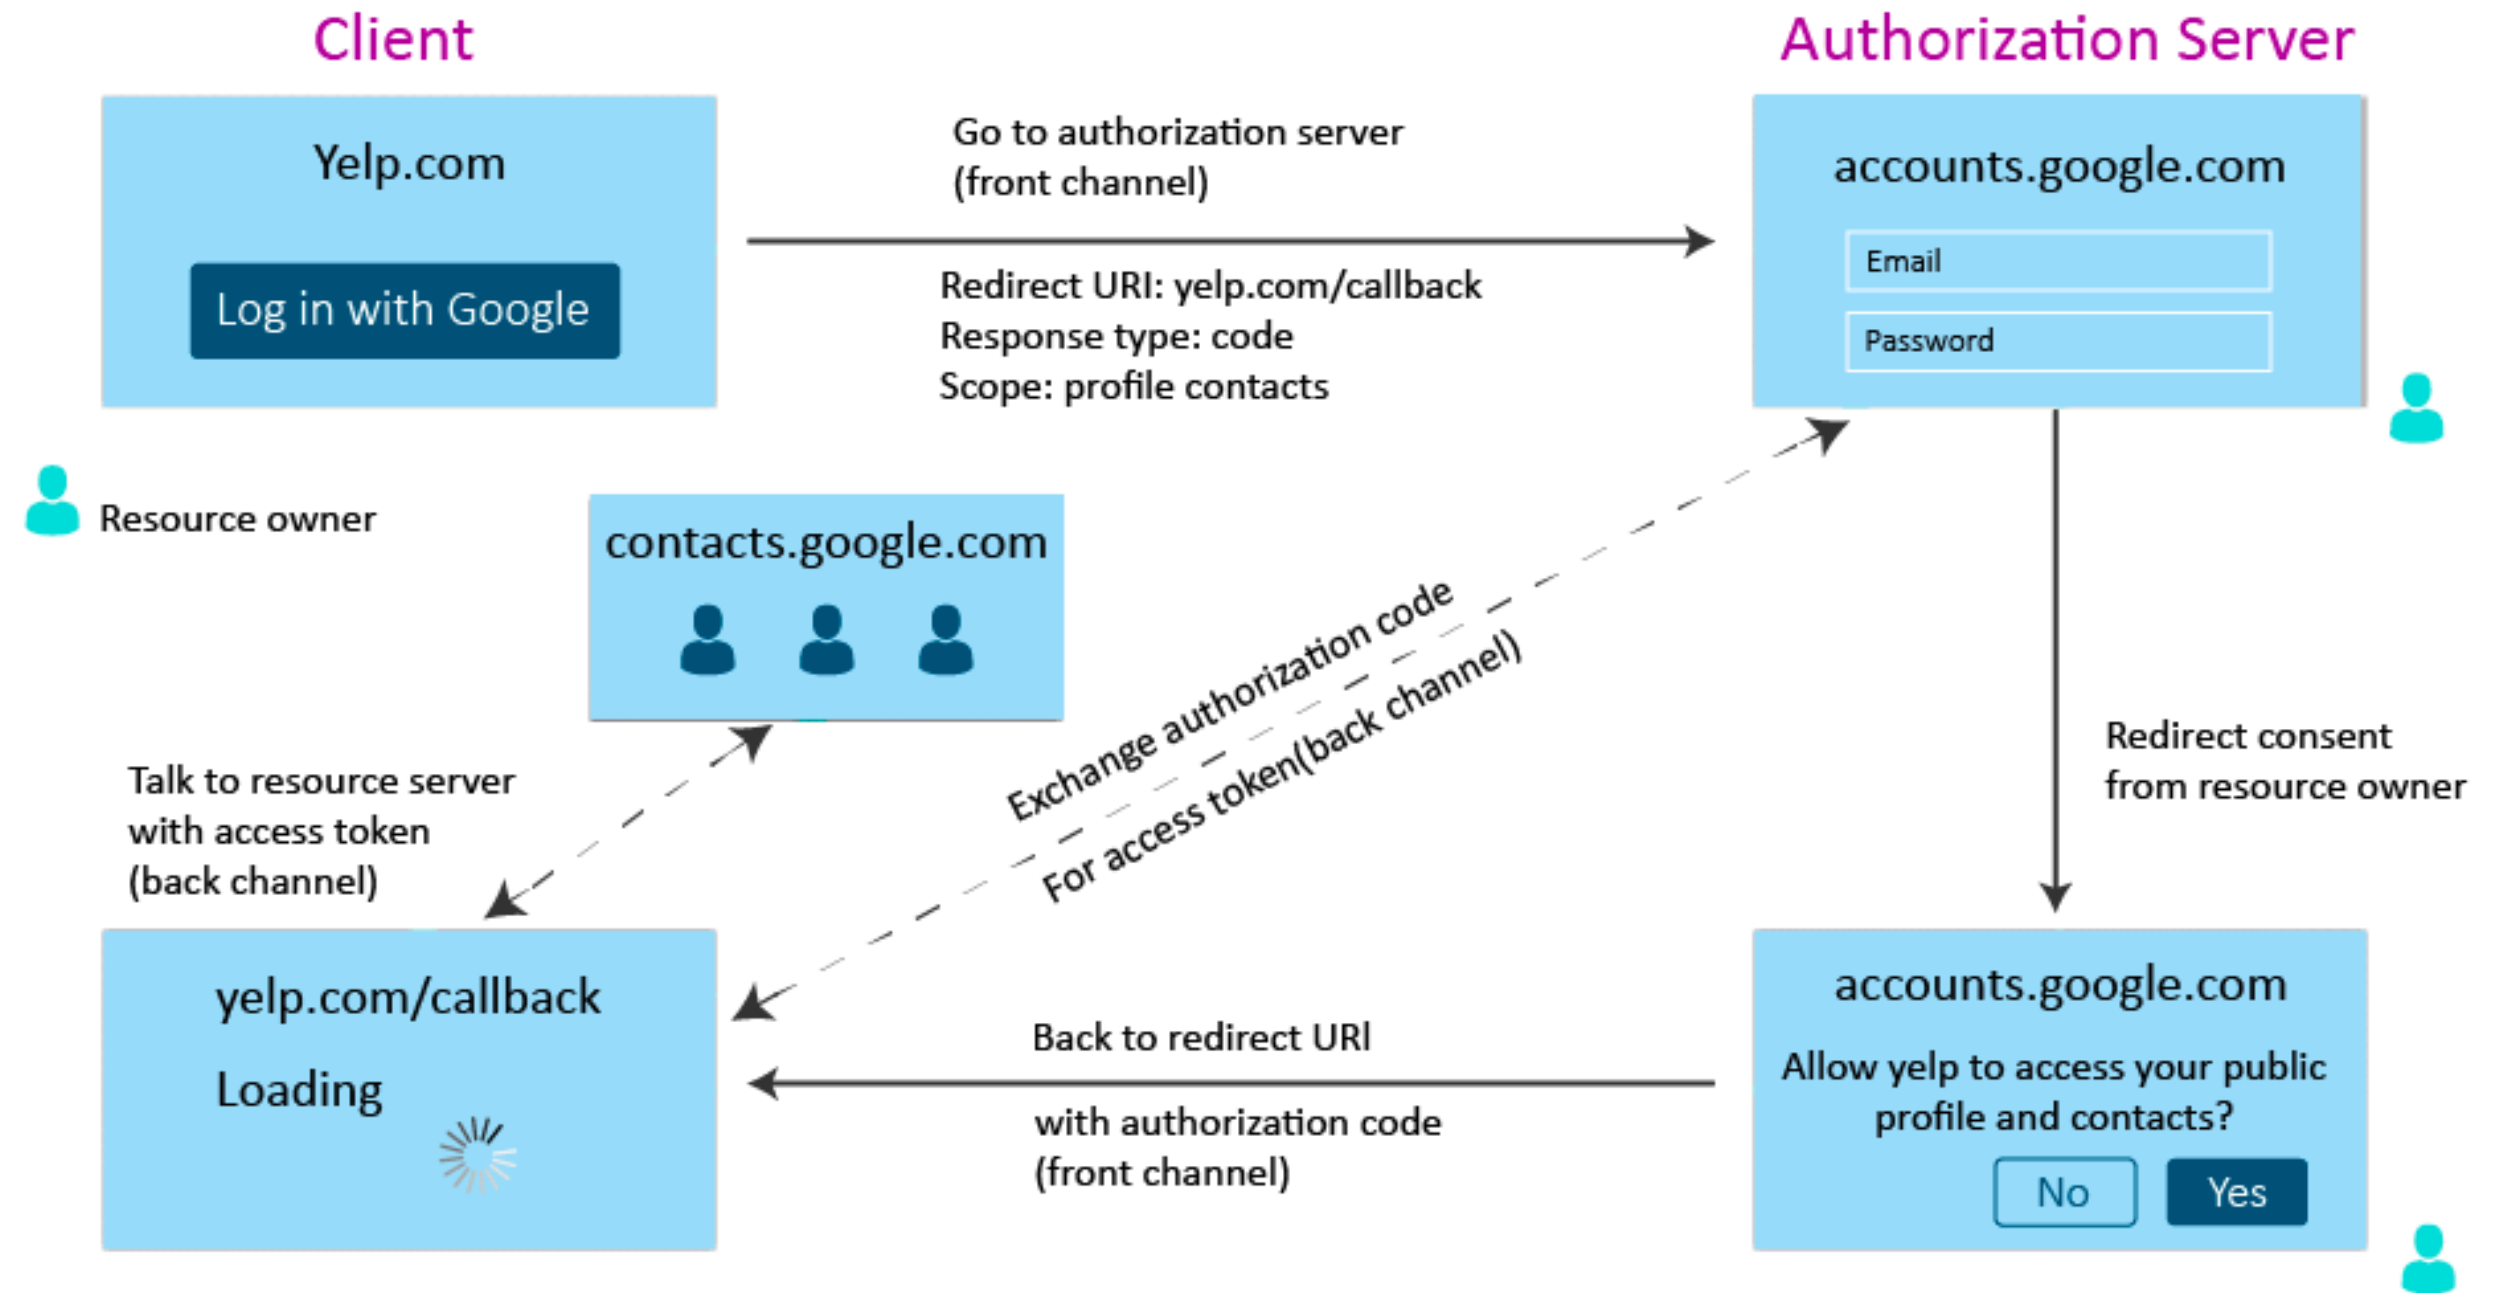 Client
Authorization Server
Yelp.com
Log in with Google
Go to authorization server
(front channel)
Redirect URI: yelp.com/callback
Response type: code
Scope: profile contacts
accounts.google.com
Email
Password
Resource owner
contacts.google.com
Exchange authorization code
For access token(back channel)
Talk to resource server
with access token
(back channel)
Redirect consent
from resource owner
yelp.com/callback
Loading
Back to redirect URl
with authorization code
(front channel)
accounts.google.com
Allow yelp to access your public
profile and contacts?
No
Yes